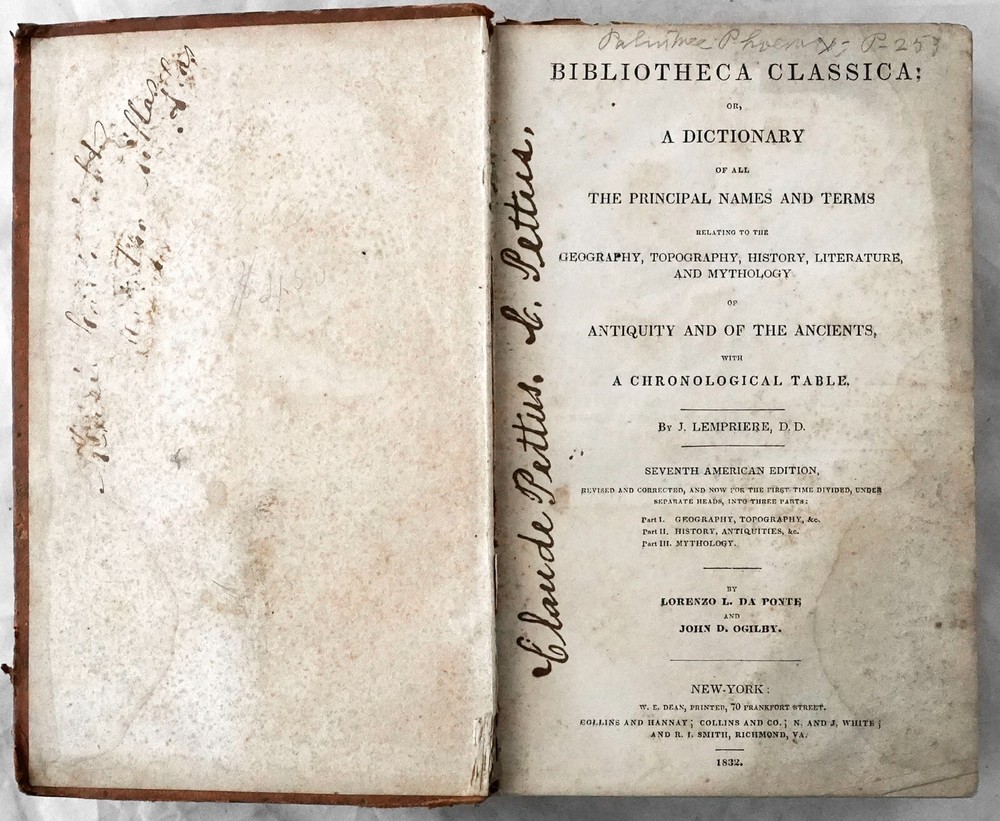 BIBLIOTHECA CLASSICA;
OR,
A DICTIONARY
OF ALL
THE PRINCIPAL NAMES AND TERMS
RELATING TO THE
GEOGRAPHY, TOPOGRAPHY, HISTORY, LITERATURE,
AND MYTHOLOGY
OF
ANTIQUITY AND OF THE ANCIENTS,
WITH
A CHRONOLOGICAL TABLE.
By J. LEMPRIERE, D. D.
SEVENTH AMERICAN EDITION,
REVISED AND CORRECTED, AND NOW FOR THE FIRST TIME DIVIDED, UNDER
SEPARATE HEADS, INTO THREE PARTS:
Part I. GEOGRAPHY, TOPOGRAPHY, &c.
Part II. HISTORY, ANTIQUITIES, &c.
Part III. MYTHOLOGY.
BY
LORENZO L. DA PONTE
AND
JOHN D. OGILBY.
NEW-YORK:
W. E. DEAN, PRINTER, 70 FRANKFORT STREET.
COLLINS AND HANNAY; COLLINS AND CO.; N. AND J. WHITE;
AND R. I. SMITH, RICHMOND, VA.
1832.
Claude Pettus. C. Pettus,